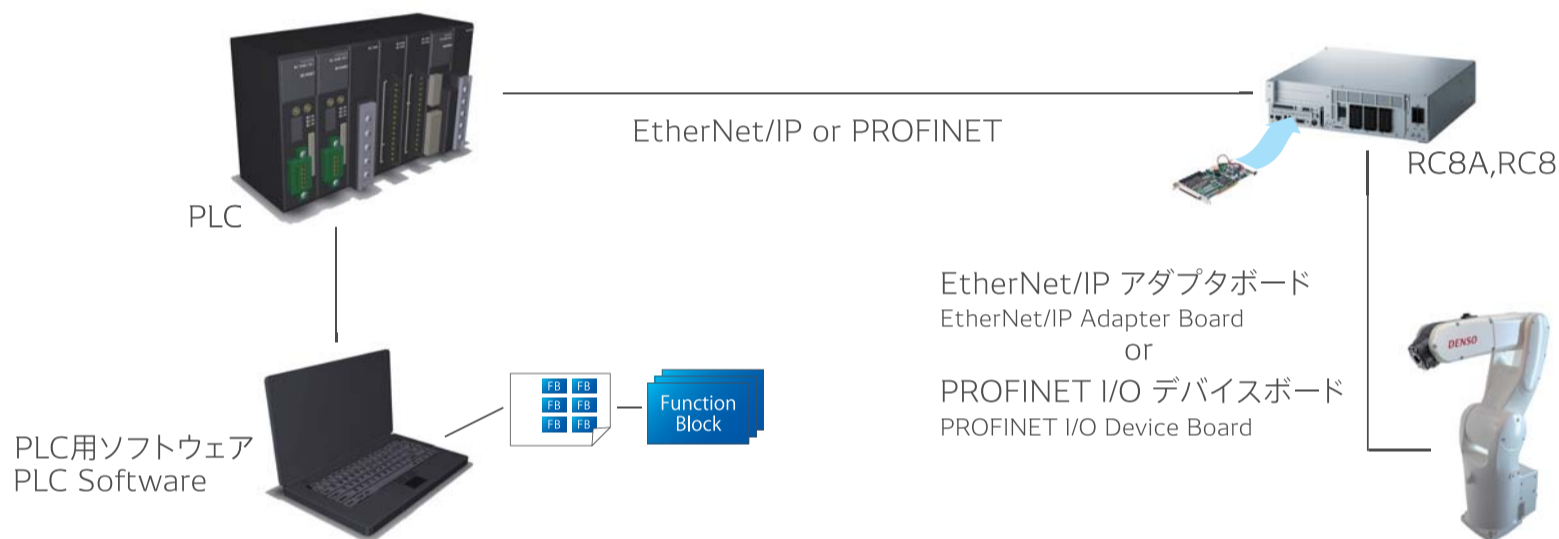 EtherNet/IP or PROFINET
RC8A,RC8
PLC
EtherNet/IP アダプタボード
EtherNet/IP Adapter Board
or
PROFINET I/O デバイスボード
PROFINET I/O Device Board
DENSO
FB FB
FB FB
FB FB
Function
Block
PLC用ソフトウェア
PLC Software